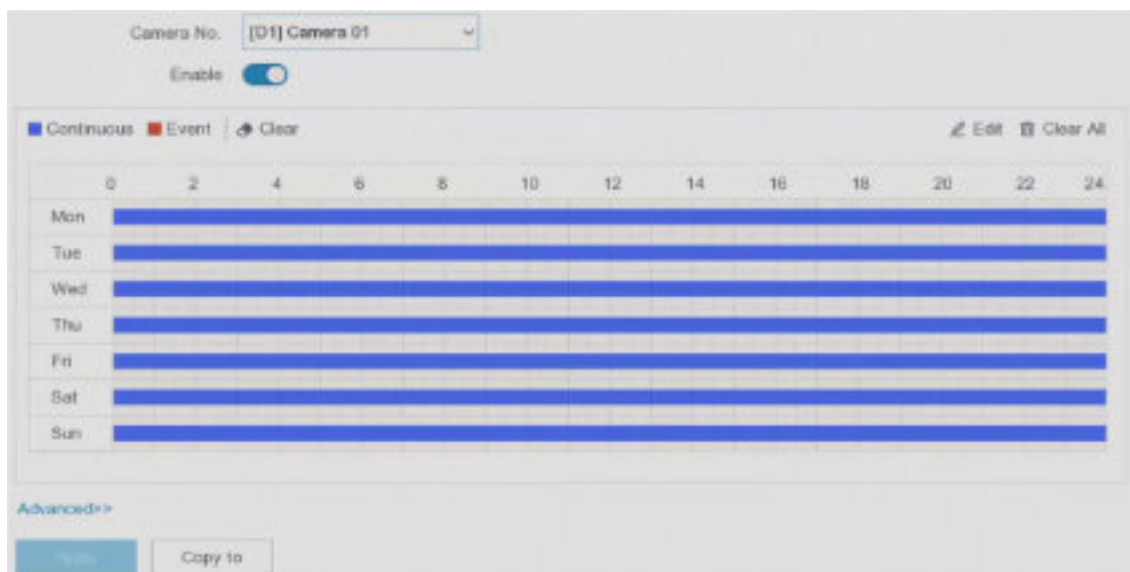 Camera No. [D1] Camera 01
Enable
Continuous Event Clear Edit Clear All
0 2 4 6 8 10 12 14 16 18 20 22 24
Mon
Tue
Wed
Thu
Fri
Sat
Sun
Advanced>>
Copy to